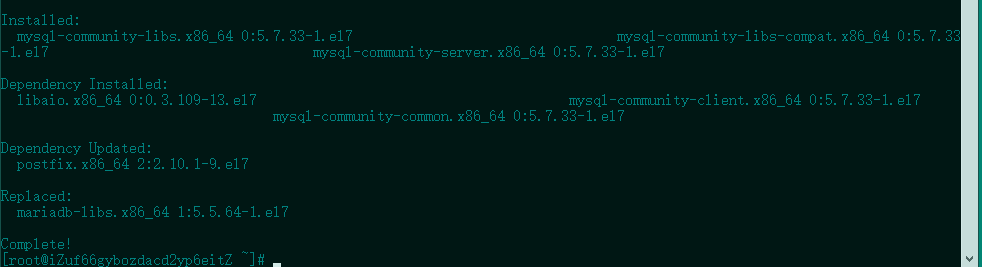 Installed:
mysql-community-libs.x86_64 0:5.7.33-1.el7 mysql-community-libs-compat.x86_64 0:5.7.33
-1.el7 mysql-community-server.x86_64 0:5.7.33-1.el7
Dependency Installed:
libaio.x86_64 0:0.3.109-13.el7 mysql-community-client.x86_64 0:5.7.33-1.el7
mysql-community-common.x86_64 0:5.7.33-1.el7
Dependency Updated:
postfix.x86_64 2:2.10.1-9.el7
Replaced:
mariadb-libs.x86_64 1:5.5.64-1.el7
Complete!
[root@iZuf66gybozdacd2yp6eitZ ~]#